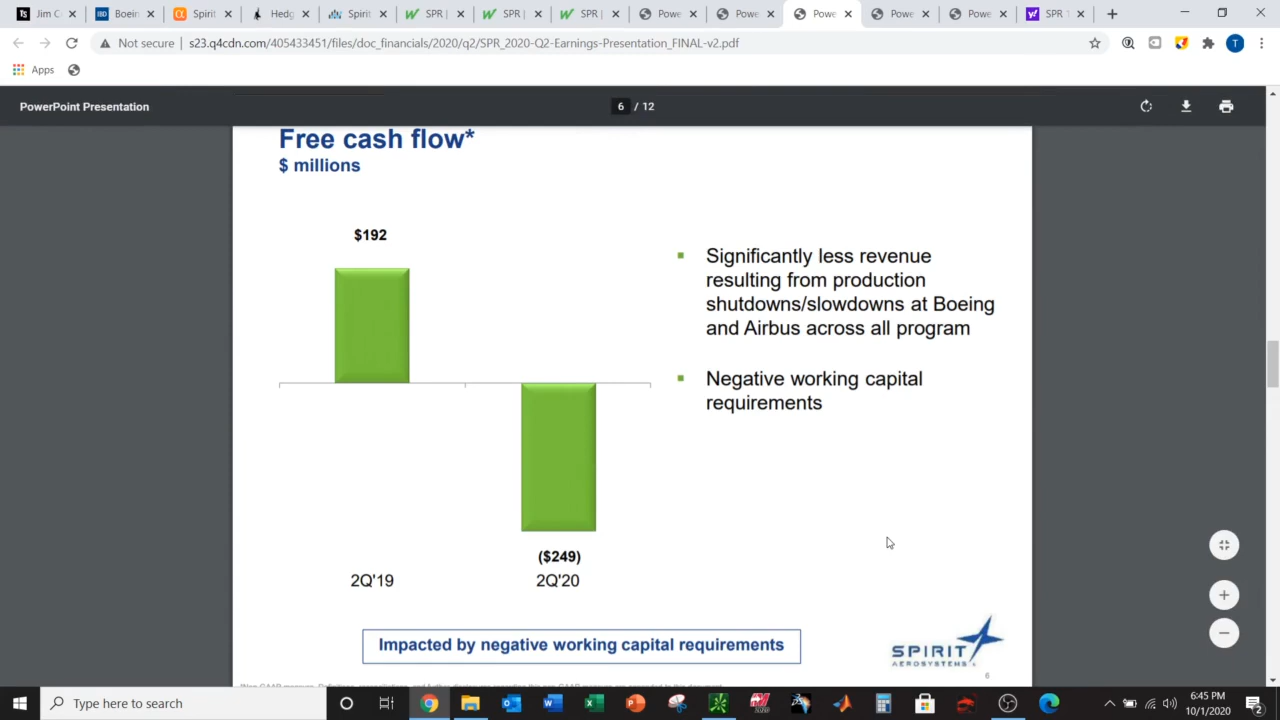 Jim C
Boein
Spirit
Hedg
Spirit
SPR |
SPR |
SPR |
Powe
Powe
Powe
Powe
Powe
SPR 1
Not secure | s23.q4cdn.com/405433451/files/doc_financials/2020/q2/SPR_2020-Q2-Earnings-Presentation_FINAL-v2.pdf
T
Apps
PowerPoint Presentation
6 / 12
Free cash flow*
$ millions
$192
($249)
2Q'19
2Q'20
Significantly less revenue
resulting from production
shutdowns/slowdowns at Boeing
and Airbus across all program
Negative working capital
requirements
Impacted by negative working capital requirements
SPIRIT
AEROSYSTEMS
6
Type here to search
6:45 PM
10/1/2020
2